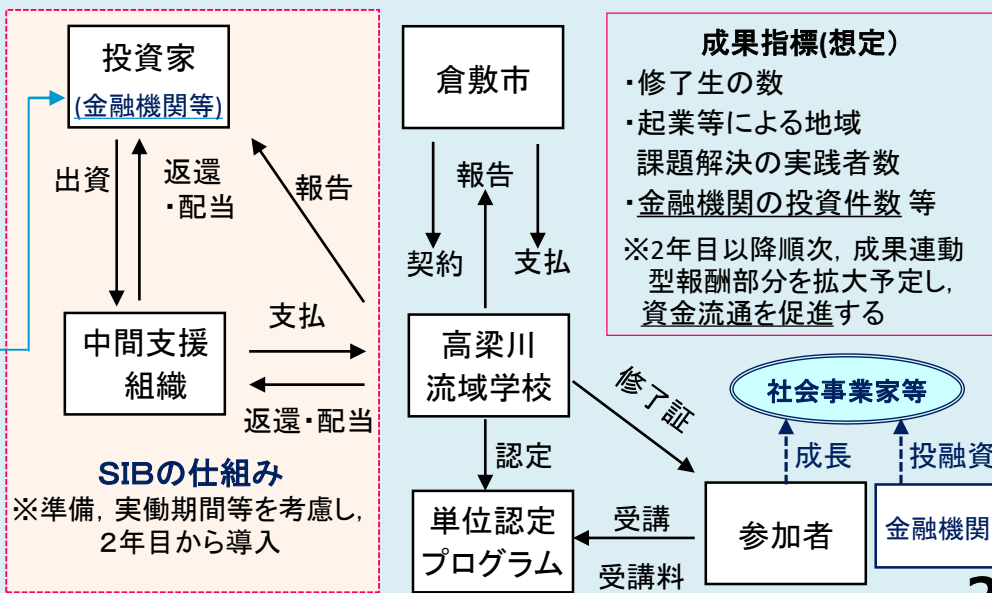 投資家
(金融機関等)
出資
返還
・配当
報告
中間支援
組織
支払
返還・配当
SIBの仕組み
※準備，実働期間等を考慮し，
２年目から導入
倉敷市
契約
報告
支払
高梁川
流域学校
修了証
認定
単位認定
プログラム
受講
受講料
参加者
成果指標(想定）
・修了生の数
・起業等による地域
課題解決の実践者数
・金融機関の投資件数 等
※2年目以降順次，成果連動
型報酬部分を拡大予定し，
資金流通を促進する
社会事業家等
成長
投融資
金融機関